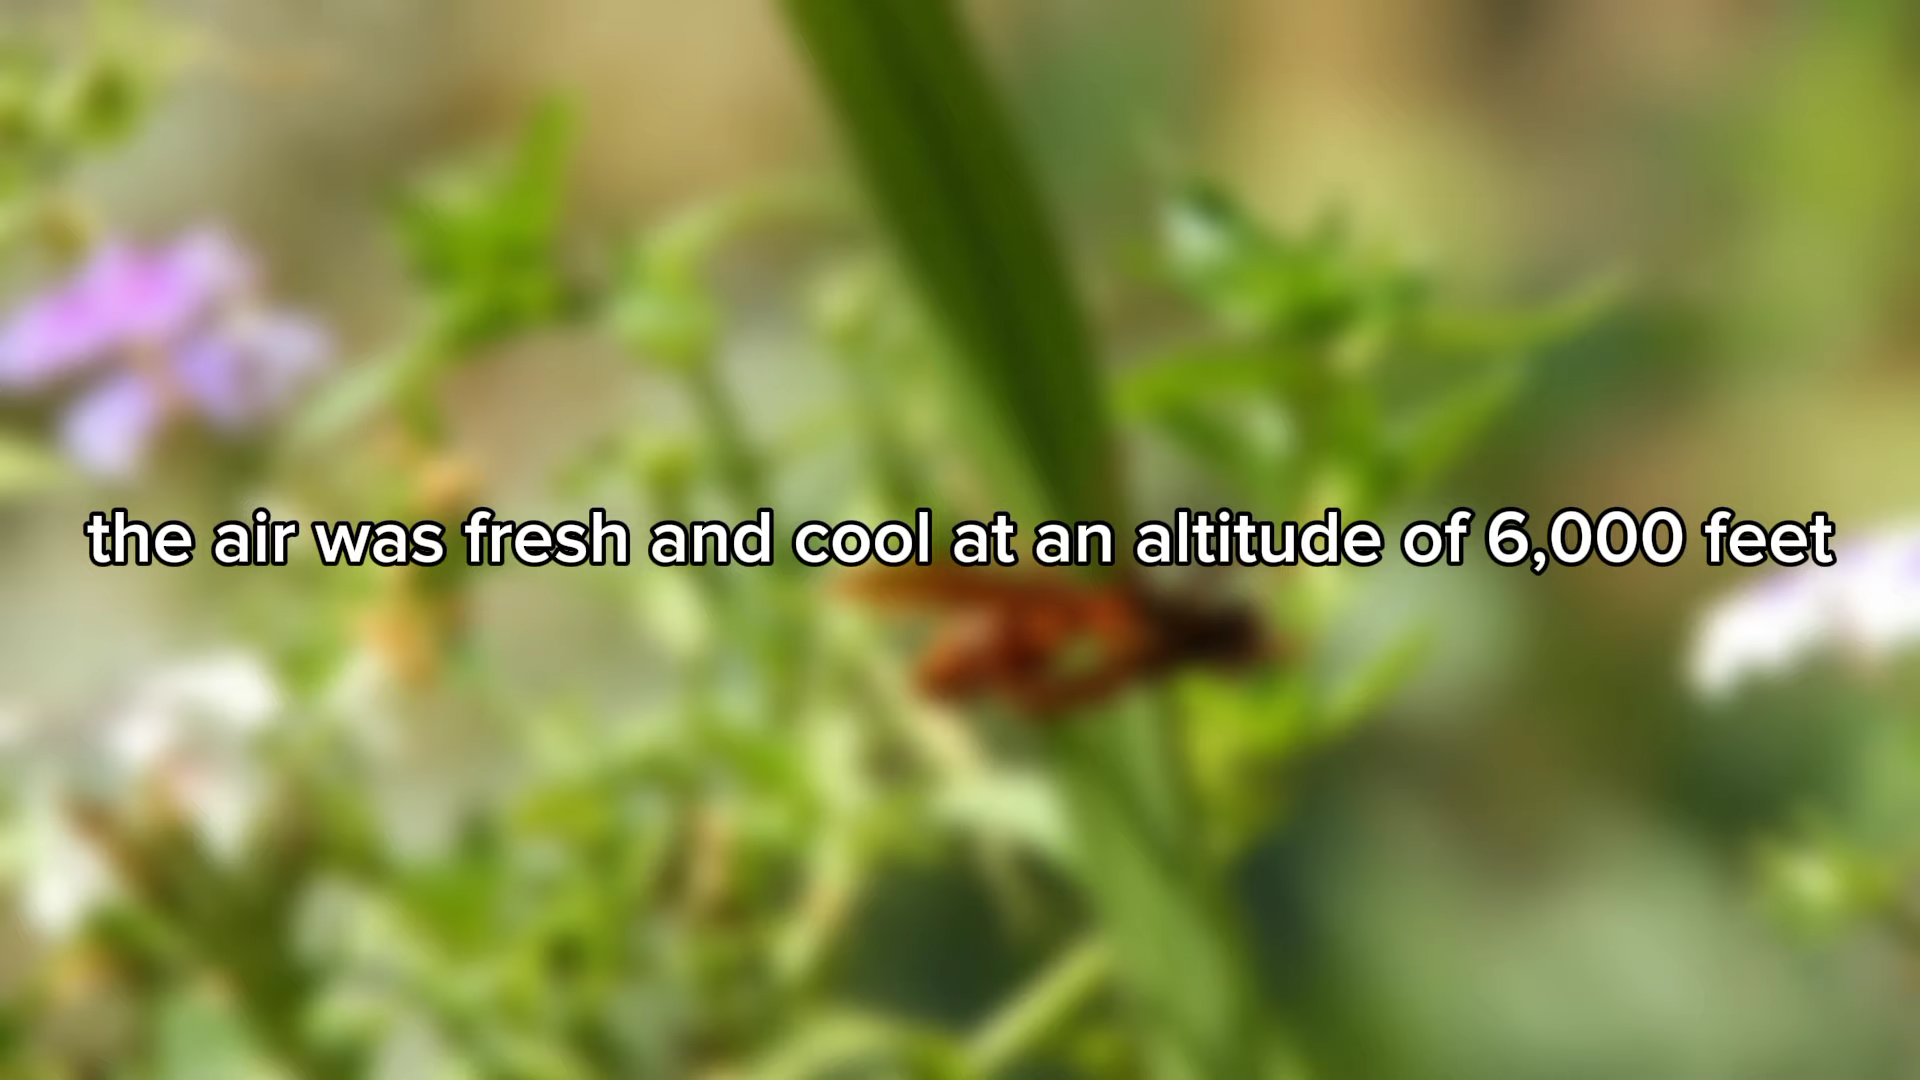 the air was fresh and cool at an altitude of 6,000 feet